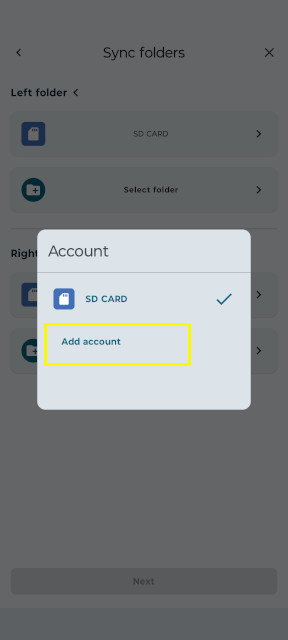 Sync folders
Left folder
SD CARD
Select folder
Right
Account
SD CARD
Add account
Next